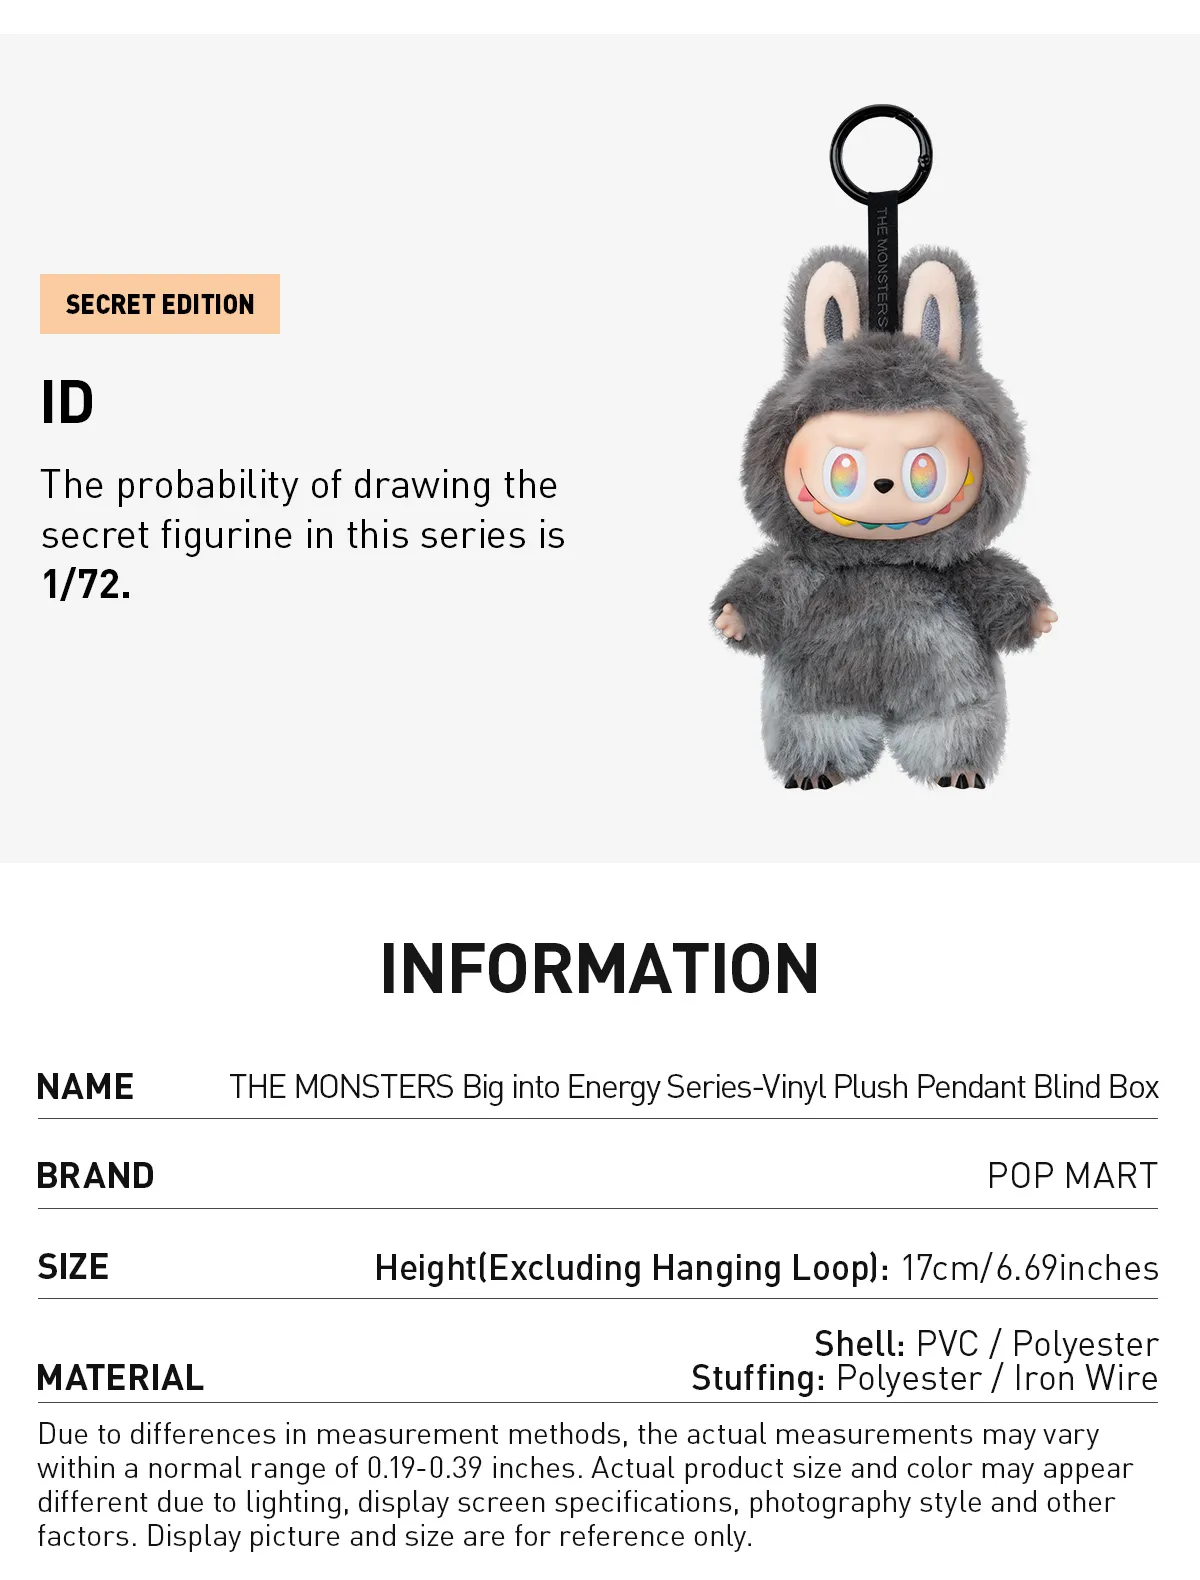 THE MONSTERS
SECRET EDITION
ID
The probability of drawing the
secret figurine in this series is
1/72.
INFORMATION
NAME THE MONSTERS Big into Energy Series-Vinyl Plush Pendant Blind Box
BRAND POP MART
SIZE Height(Excluding Hanging Loop): 17cm/6.69inches
Shell: PVC / Polyester
MATERIAL Stuffing: Polyester / Iron Wire
Due to differences in measurement methods, the actual measurements may vary
within a normal range of 0.19-0.39 inches. Actual product size and color may appear
different due to lighting, display screen specifications, photography style and other
factors. Display picture and size are for reference only.